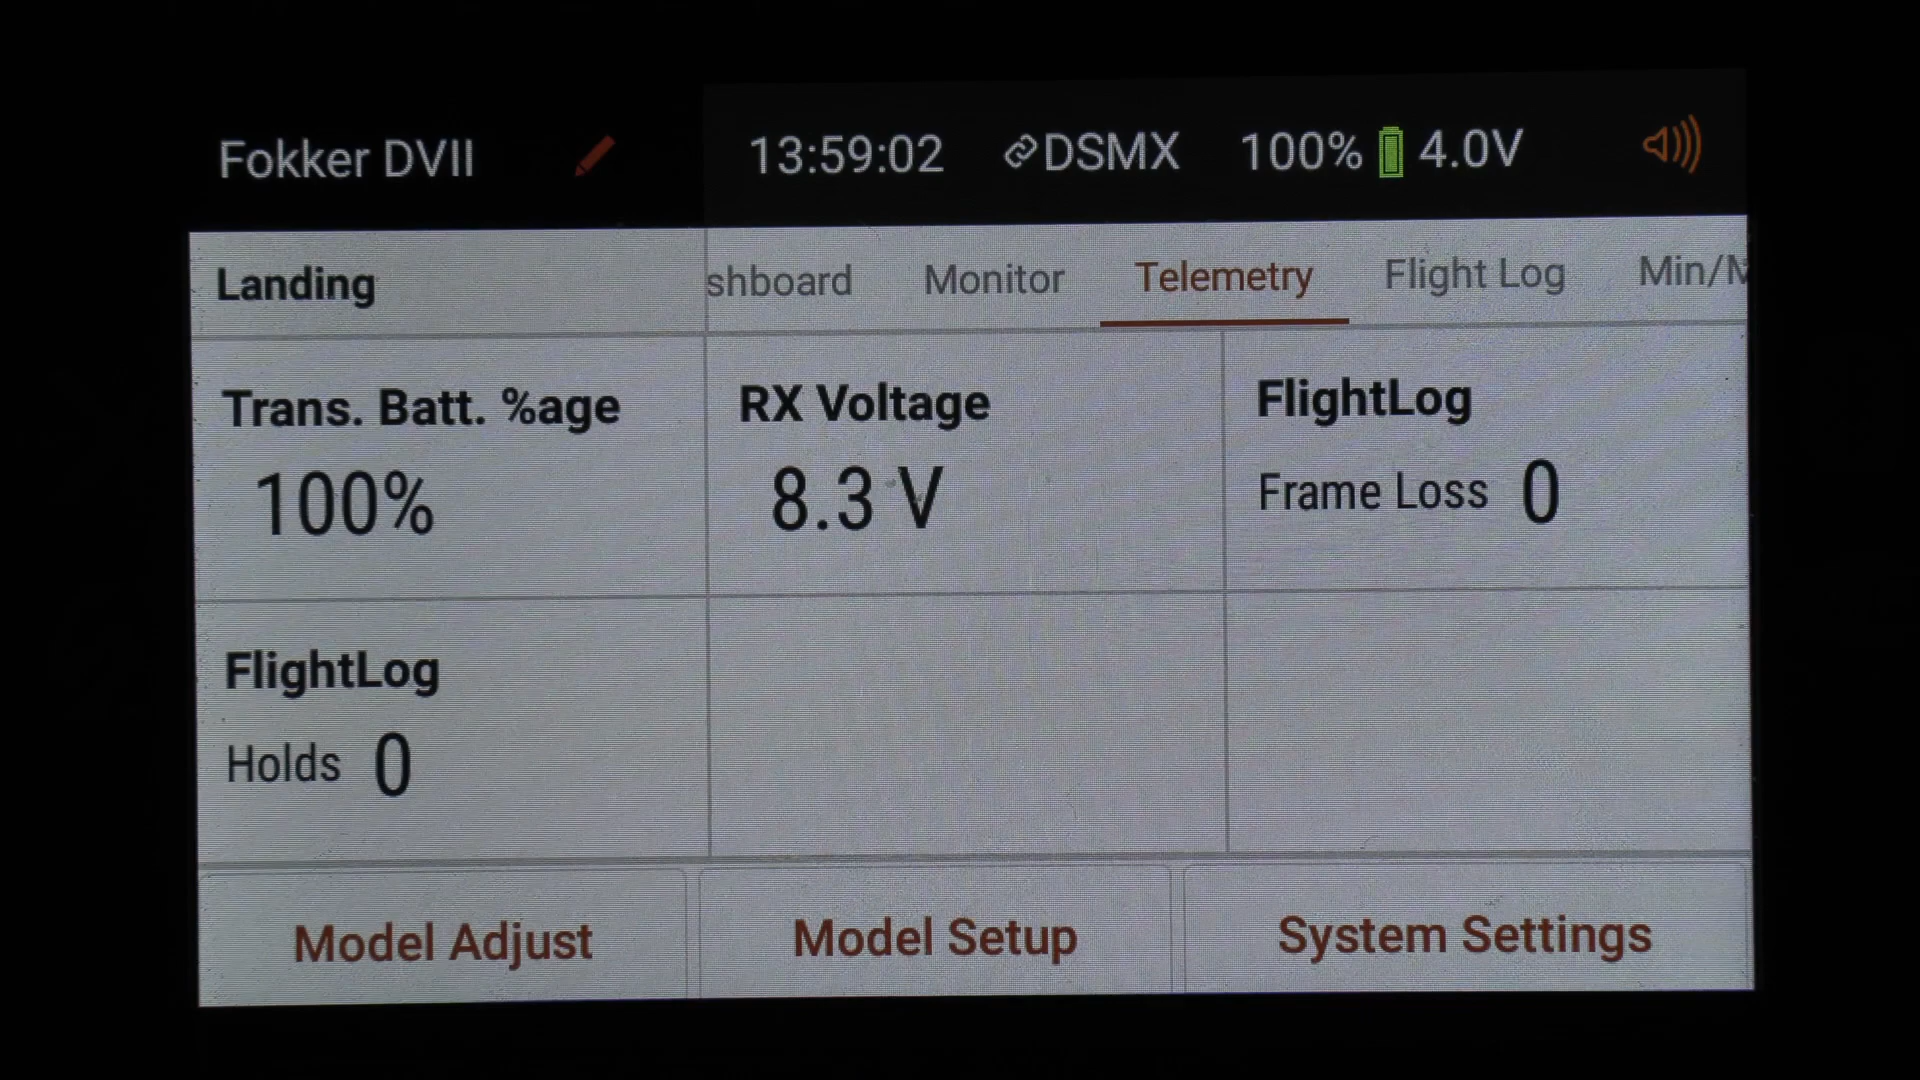 Fokker DVII 13:59:02 DSMX 100% 4.0V
Landing shboard Monitor Telemetry Flight Log Min/M
Trans. Batt. %age
100%
RX Voltage
8.3 V
FlightLog
Frame Loss 0
FlightLog
Holds 0
Model Adjust Model Setup System Settings